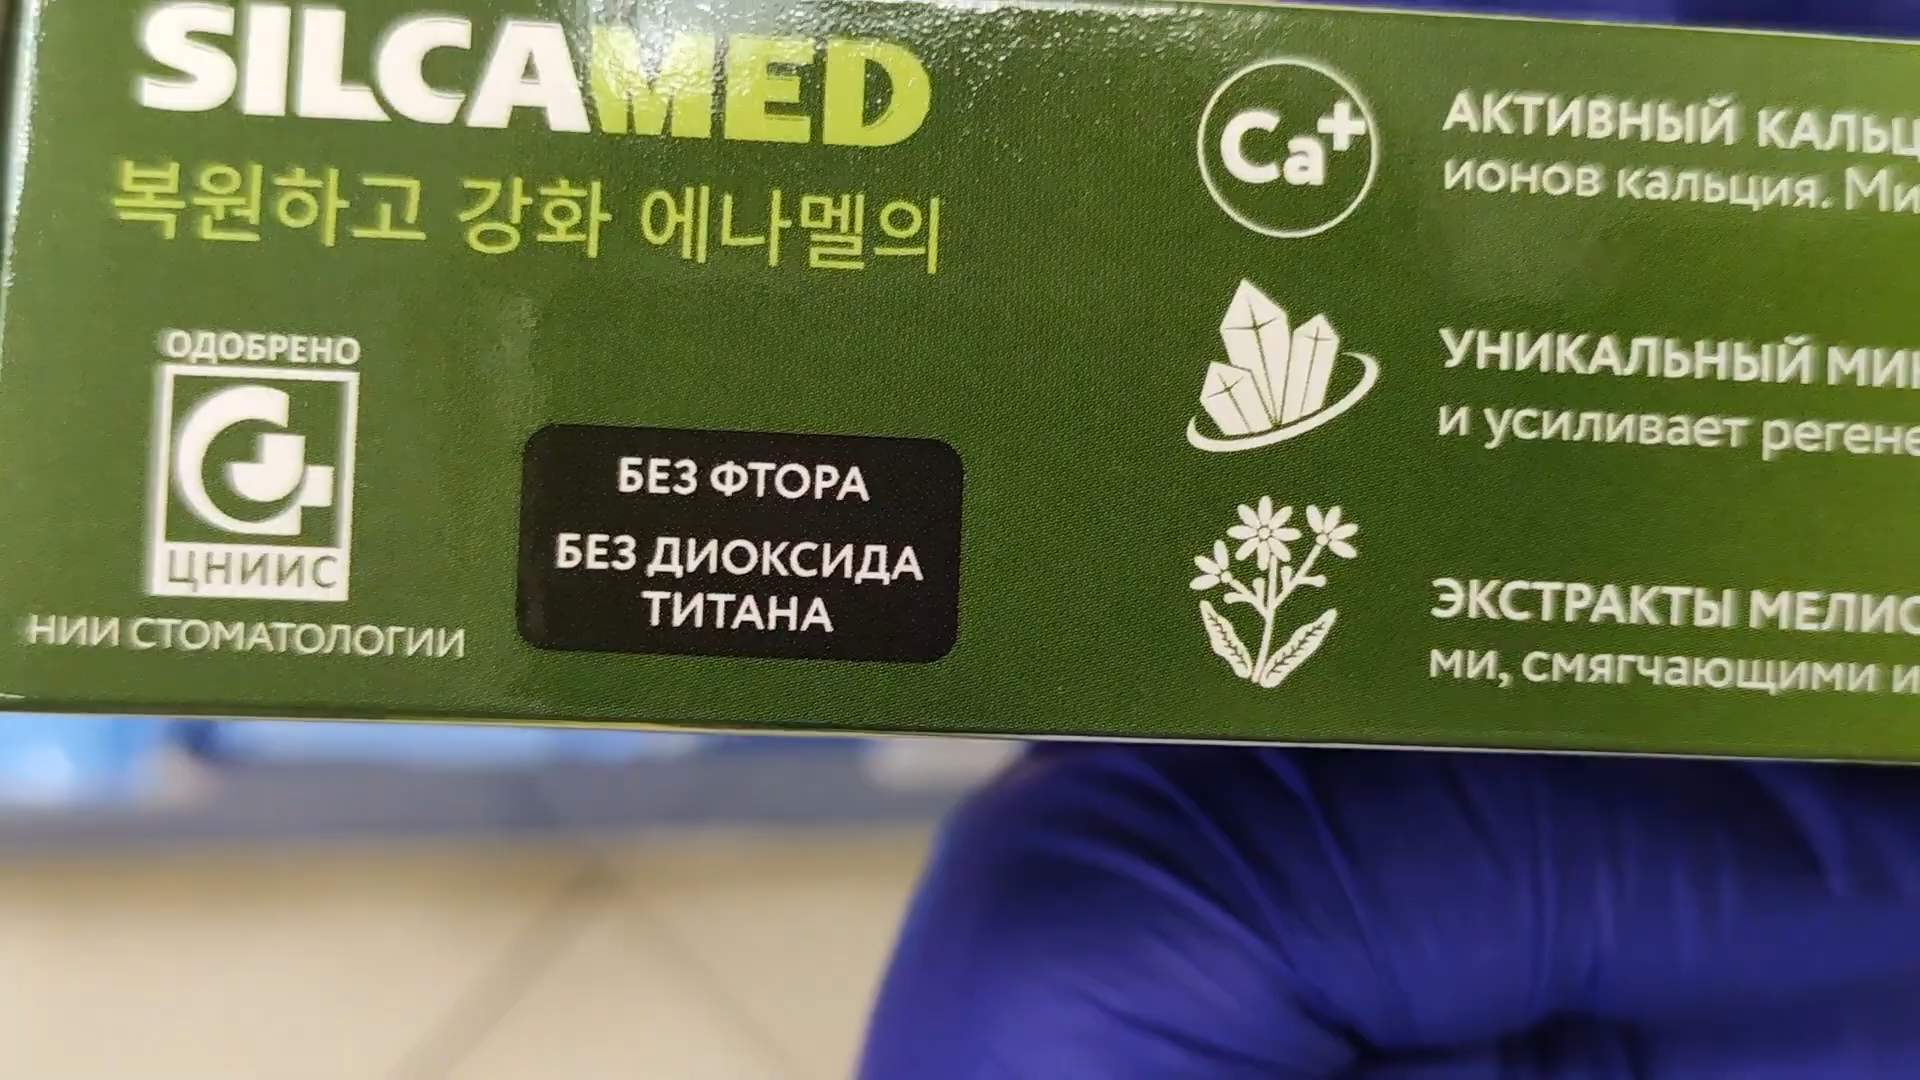 SILCAMED
복원하고 강화 에나멜의
ОДОБРЕНО
ЦНИИС
НИИ СТОМАТОЛОГИИ
БЕЗ ФТОРА
БЕЗ ДИОКСИДА
ТИТАНА
Ca+
АКТИВНЫЙ КАЛЬЦ
ионов кальция. Ми
УНИКАЛЬНЫЙ МИН
и усиливает регене
ЭКСТРАКТЫ МЕЛИС
ми, смягчающими и